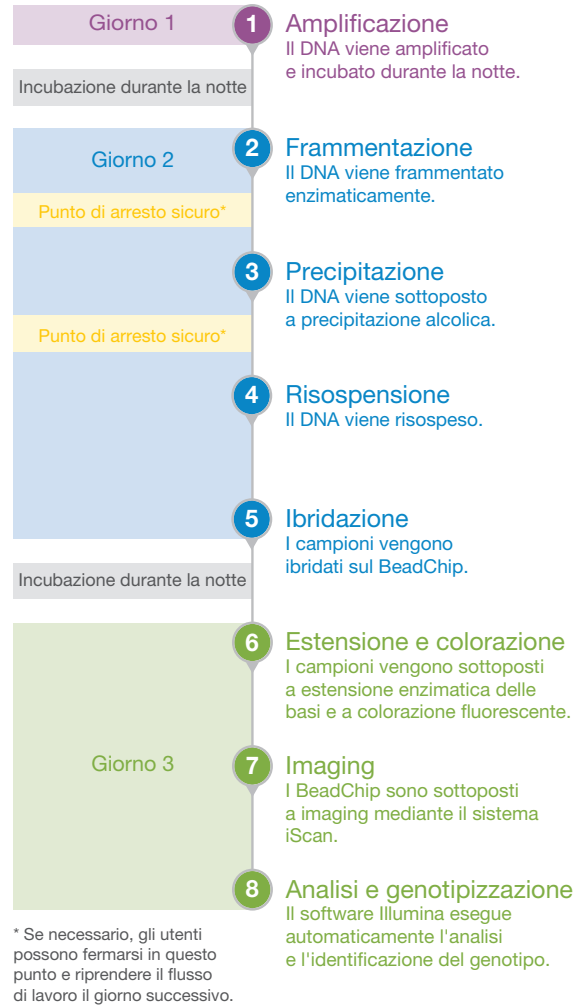 Giorno 1
1
Amplificazione
Il DNA viene amplificato
e incubato durante la notte.
Incubazione durante la notte
Giorno 2
2
Frammentazione
Il DNA viene frammentato
enzimaticamente.
Punto di arresto sicuro*
3
Precipitazione
Il DNA viene sottoposto
a precipitazione alcolica.
Punto di arresto sicuro*
4
Risospensione
Il DNA viene risospeso.
5
Ibridazione
I campioni vengono
ibridati sul BeadChip.
Incubazione durante la notte
6
Estensione e colorazione
I campioni vengono sottoposti
a estensione enzimatica delle
basi e a colorazione fluorescente.
Giorno 3
7
Imaging
I BeadChip sono sottoposti
a imaging mediante il sistema
iScan.
8
Analisi e genotipizzazione
Il software Illumina esegue
automaticamente l'analisi
e l'identificazione del genotipo.
* Se necessario, gli utenti
possono fermarsi in questo
punto e riprendere il flusso
di lavoro il giorno successivo.